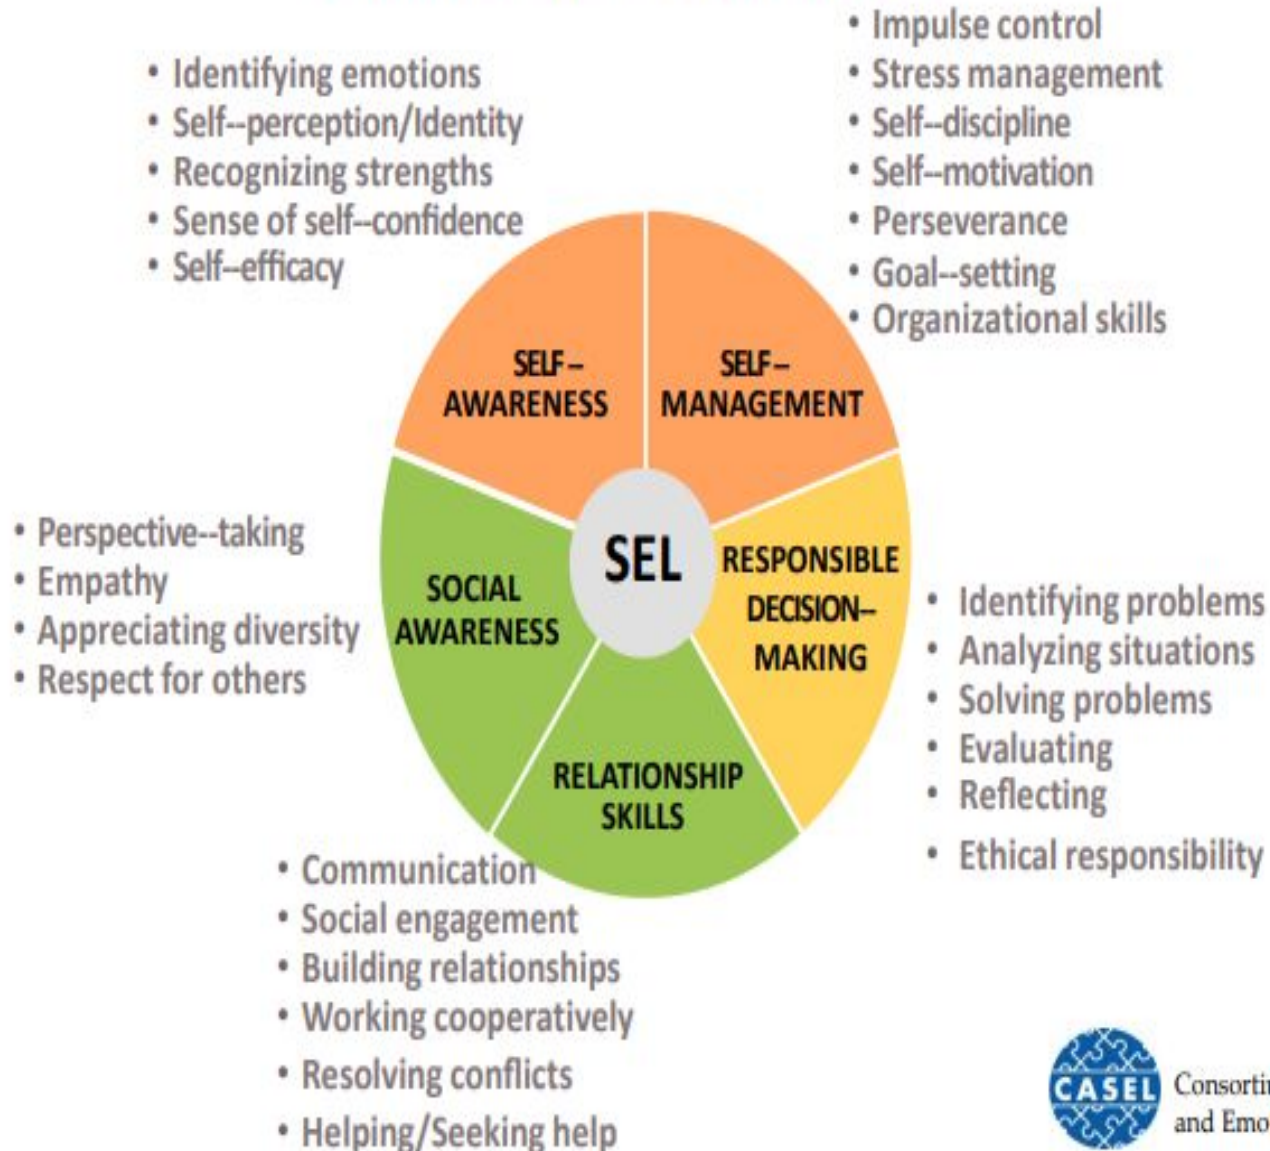 • Identifying emotions
• Self--perception/Identity
• Recognizing strengths
• Sense of self--confidence
• Self--efficacy
• Impulse control
• Stress management
• Self--discipline
• Self--motivation
• Perseverance
• Goal--setting
• Organizational skills
SELF–
AWARENESS
SELF–
MANAGEMENT
• Perspective--taking
• Empathy
• Appreciating diversity
• Respect for others
SOCIAL
AWARENESS
SEL
RESPONSIBLE
DECISION–
MAKING
• Identifying problems
• Analyzing situations
• Solving problems
• Evaluating
• Reflecting
• Ethical responsibility
RELATIONSHIP
SKILLS
• Communication
• Social engagement
• Building relationships
• Working cooperatively
• Resolving conflicts
• Helping/Seeking help
CASEL
and